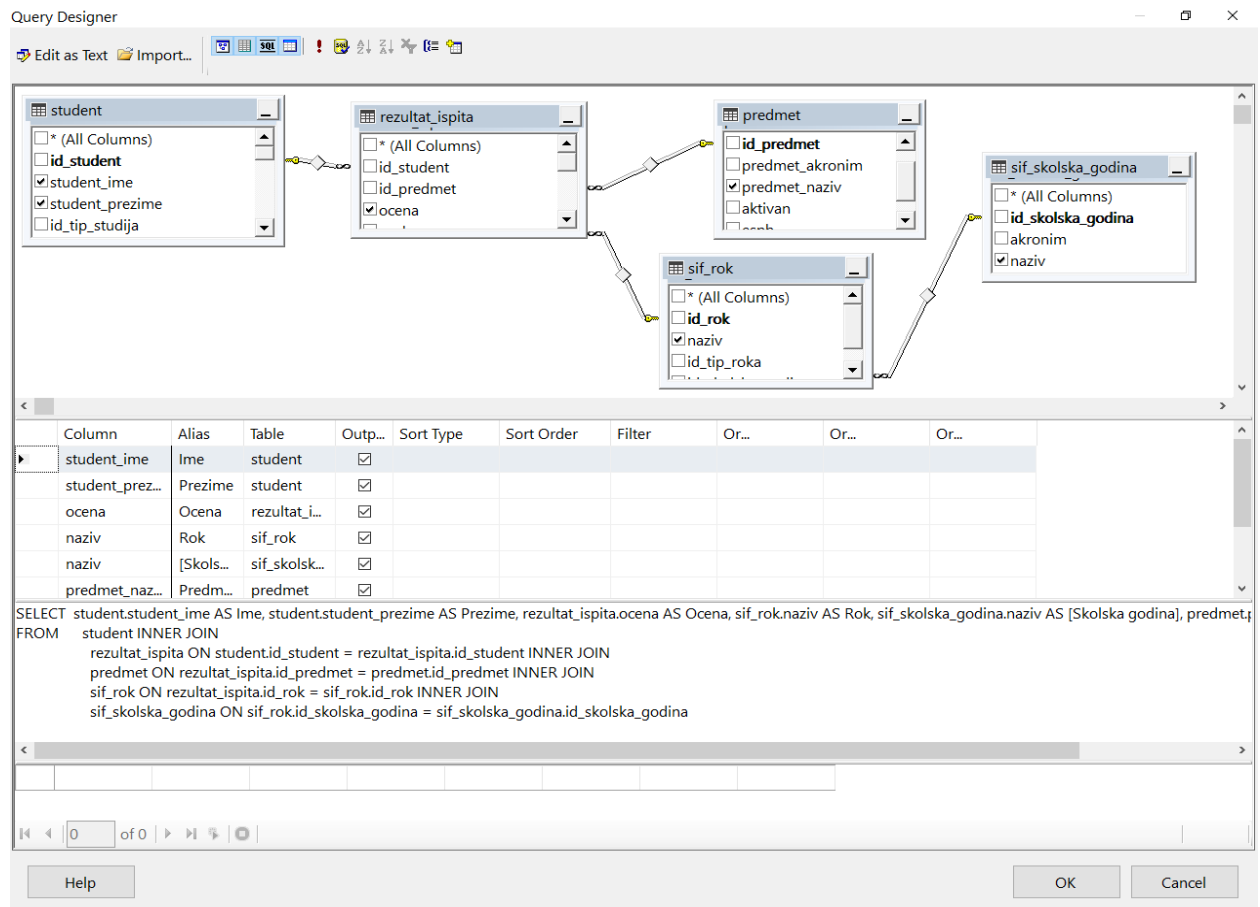 Query Designer
Edit as Text Import... SQL
student
* (All Columns)
id_student
student_ime
student_prezime
id_tip_studija
rezultat_ispita
* (All Columns)
id_student
id_predmet
ocena
predmet
id_predmet
predmet_akronim
predmet_naziv
aktivan
sif_skolska_godina
* (All Columns)
id_skolska_godina
akronim
naziv
sif_rok
* (All Columns)
id_rok
naziv
id_tip_roka
Column Alias Table Outp... Sort Type Sort Order Filter Or... Or... Or...
student_ime Ime student
student_prez... Prezime student
ocena Ocena rezultat_i...
naziv Rok sif_rok
naziv [Skols... sif_skolsk...
predmet_naz... Predm... predmet
SELECT student.student_ime AS Ime, student.student_prezime AS Prezime, rezultat_ispita.ocena AS Ocena, sif_rok.naziv AS Rok, sif_skolska_godina.naziv AS [Skolska godina], predmet.p
FROM student INNER JOIN
rezultat_ispita ON student.id_student = rezultat_ispita.id_student INNER JOIN
predmet ON rezultat_ispita.id_predmet = predmet.id_predmet INNER JOIN
sif_rok ON rezultat_ispita.id_rok = sif_rok.id_rok INNER JOIN
sif_skolska_godina ON sif_rok.id_skolska_godina = sif_skolska_godina.id_skolska_godina
0 of 0
Help OK Cancel